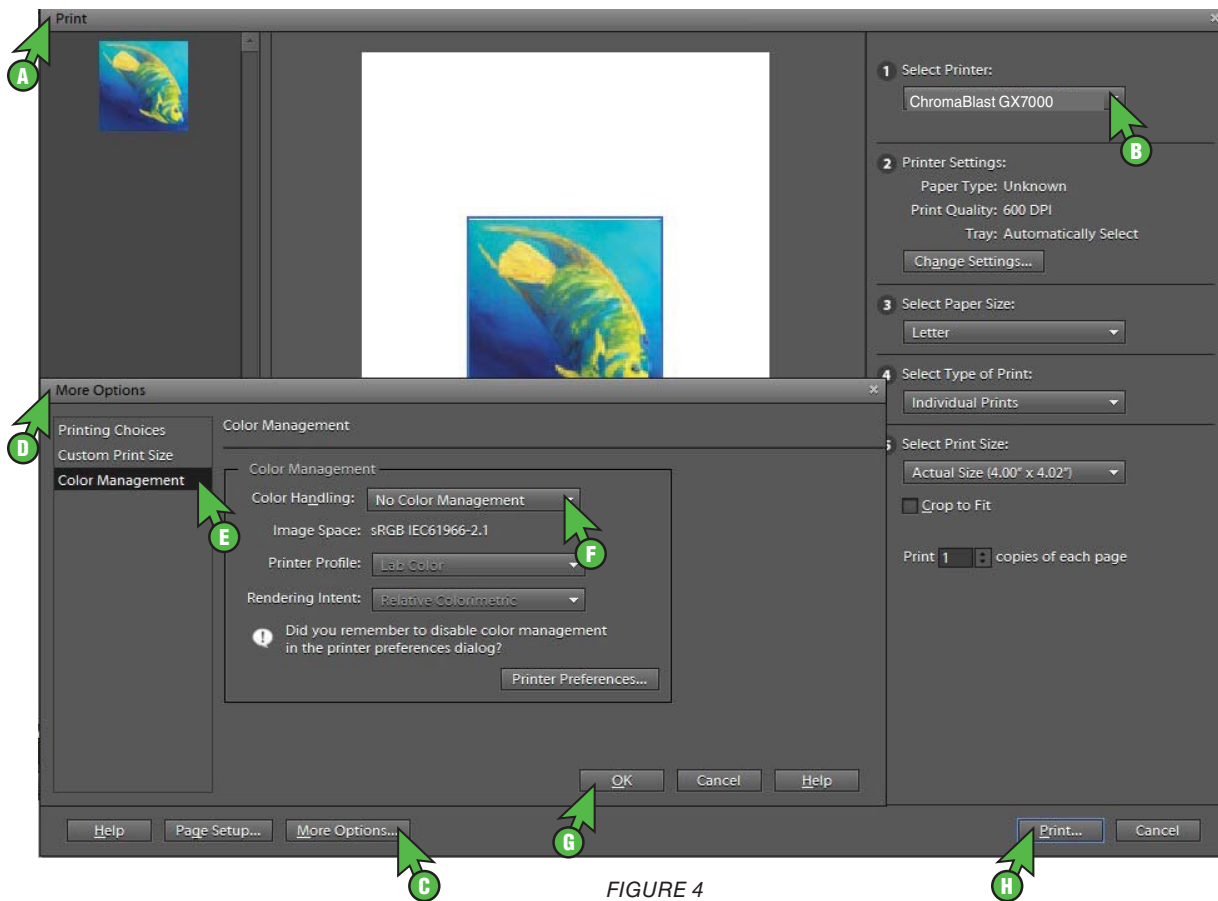 Print
A
1 Select Printer:
ChromaBlast GX7000
B
2 Printer Settings:
Paper Type: Unknown
Print Quality: 600 DPI
Tray: Automatically Select
Change Settings...
3 Select Paper Size:
Letter
4 Select Type of Print:
Individual Prints
5 Select Print Size:
Actual Size (4.00" x 4.02")
Crop to Fit
Print 1 copies of each page
More Options
D
Printing Choices
Custom Print Size
Color Management
E
Color Management
Color Management
Color Handling: No Color Management
F
Image Space: sRGB IEC61966-2.1
Printer Profile: Lab Color
Rendering Intent: Relative Colorimetric
! Did you remember to disable color management
in the printer preferences dialog?
Printer Preferences...
OK Cancel Help
G
Help Page Setup... More Options...
C
Print... Cancel
H
FIGURE 4